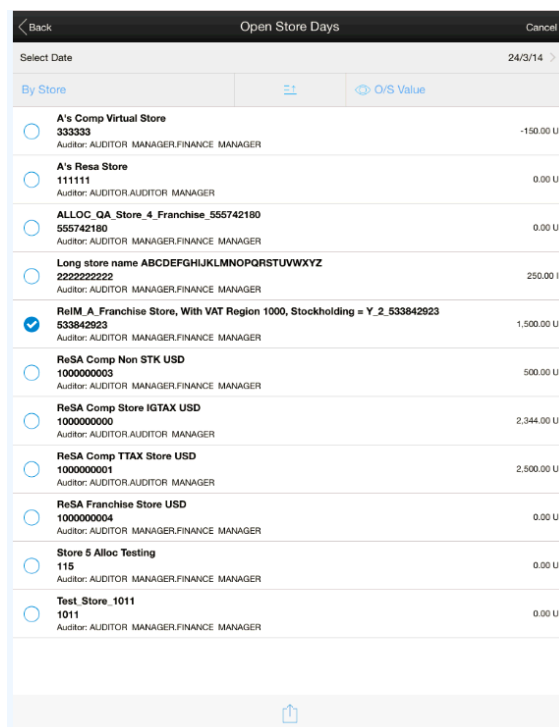 Back
Open Store Days
Cancel
Select Date
24/3/14
By Store
O/S Value
A's Comp Virtual Store
333333
-150.00 U
Auditor: AUDITOR MANAGER.FINANCE MANAGER
A's Resa Store
111111
0.00 U
Auditor: AUDITOR.AUDITOR MANAGER
ALLOC_QA_Store_4_Franchise_555742180
555742180
0.00 U
Auditor: AUDITOR MANAGER.FINANCE MANAGER
Long store name ABCDEFGHIJKLMNOPQRSTUVWXYZ
2222222222
250.00 I
Auditor: AUDITOR MANAGER.FINANCE MANAGER
ReIM_A_Franchise Store, With VAT Region 1000, Stockholding = Y_2_533842923
533842923
1,500.00 U
Auditor: AUDITOR MANAGER.FINANCE MANAGER
ReSA Comp Non STK USD
1000000003
500.00 U
Auditor: AUDITOR MANAGER.FINANCE MANAGER
ReSA Comp Store IGTAX USD
1000000000
2,344.00 U
Auditor: AUDITOR.AUDITOR MANAGER
ReSA Comp TTAX Store USD
1000000001
2,500.00 U
Auditor: AUDITOR.AUDITOR MANAGER
ReSA Franchise Store USD
1000000004
0.00 U
Auditor: AUDITOR MANAGER.FINANCE MANAGER
Store 5 Alloc Testing
115
0.00 U
Auditor: AUDITOR MANAGER.FINANCE MANAGER
Test_Store_1011
1011
0.00 U
Auditor: AUDITOR MANAGER.FINANCE MANAGER